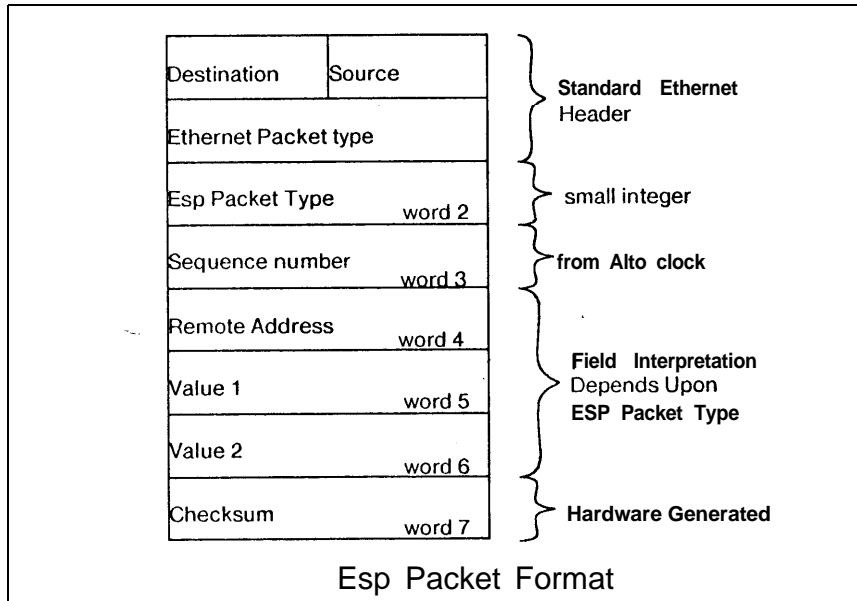 Destination Source
Standard Ethernet
Header
Ethernet Packet type
Esp Packet Type
word 2
small integer
Sequence number
word 3
from Alto clock
Remote Address
word 4
Value 1
word 5
Value 2
word 6
Field Interpretation
Depends Upon
ESP Packet Type
Checksum
word 7
Hardware Generated
Esp Packet Format